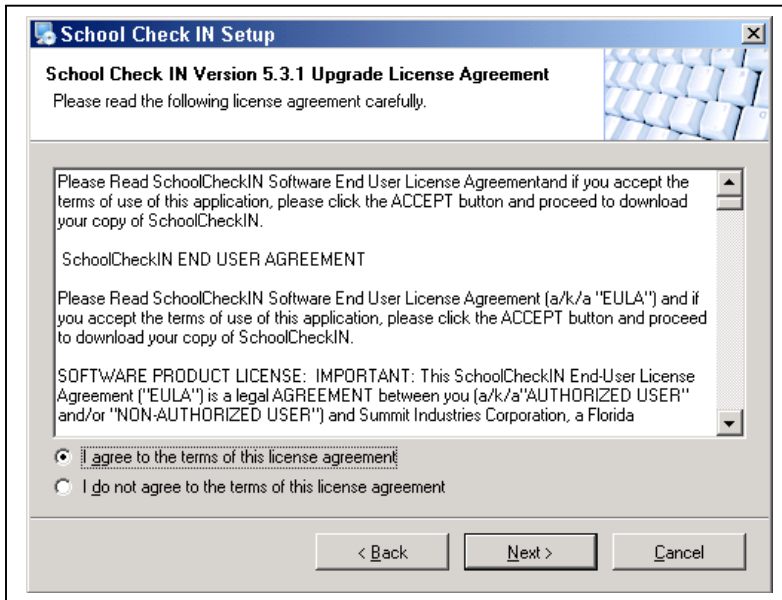 School Check IN Setup
School Check IN Version 5.3.1 Upgrade License Agreement
Please read the following license agreement carefully.
Please Read SchoolCheckIN Software End User License Agreementand if you accept the
terms of use of this application, please click the ACCEPT button and proceed to download
your copy of SchoolCheckIN.
SchoolCheckIN END USER AGREEMENT
Please Read SchoolCheckIN Software End User License Agreement (a/k/a "EULA") and if
you accept the terms of use of this application, please click the ACCEPT button and proceed
to download your copy of SchoolCheckIN.
SOFTWARE PRODUCT LICENSE: IMPORTANT: This SchoolCheckIN End-User License
Agreement ("EULA") is a legal AGREEMENT between you (a/k/a"AUTHORIZED USER"
and/or "NON-AUTHORIZED USER") and Summit Industries Corporation, a Florida
I agree to the terms of this license agreement
I do not agree to the terms of this license agreement
< Back Next > Cancel